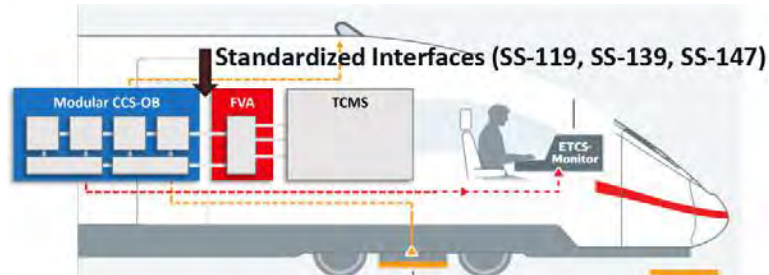 Standardized Interfaces (SS-119, SS-139, SS-147)
Modular CCS-OB
FVA
TCMS
ETCS-
Monitor